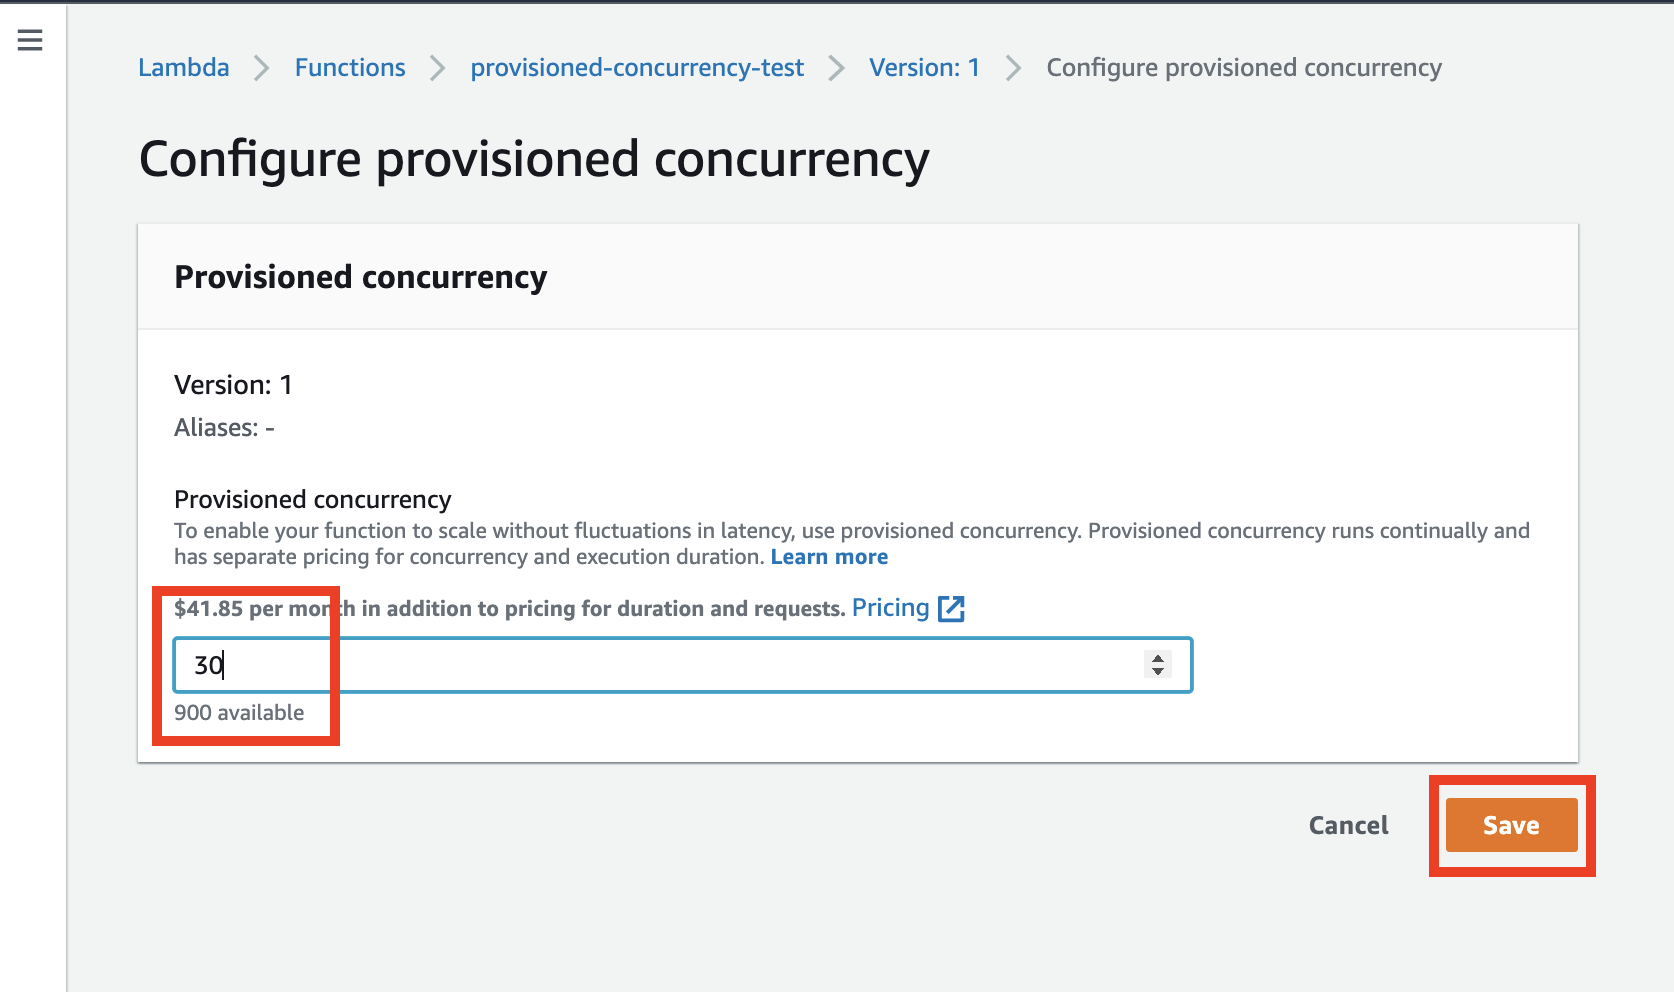 Lambda > Functions > provisioned-concurrency-test > Version: 1 > Configure provisioned concurrency
Configure provisioned concurrency
Provisioned concurrency
Version: 1
Aliases: -
Provisioned concurrency
To enable your function to scale without fluctuations in latency, use provisioned concurrency. Provisioned concurrency runs continually and
has separate pricing for concurrency and execution duration. Learn more
$41.85 per month in addition to pricing for duration and requests. Pricing
30
900 available
Cancel Save